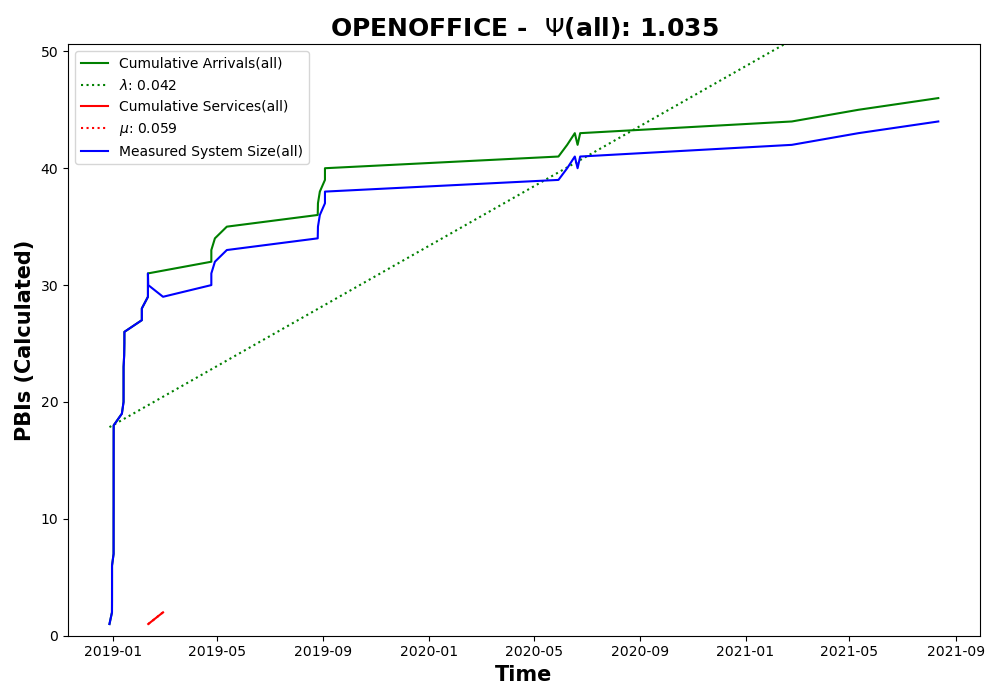 OPENOFFICE - Ψ(all): 1.035
Cumulative Arrivals(all)
λ: 0.042
Cumulative Services(all)
μ: 0.059
Measured System Size(all)
PBIs (Calculated)
50
40
30
20
10
0
2019-01 2019-05 2019-09 2020-01 2020-05 2020-09 2021-01 2021-05 2021-09
Time